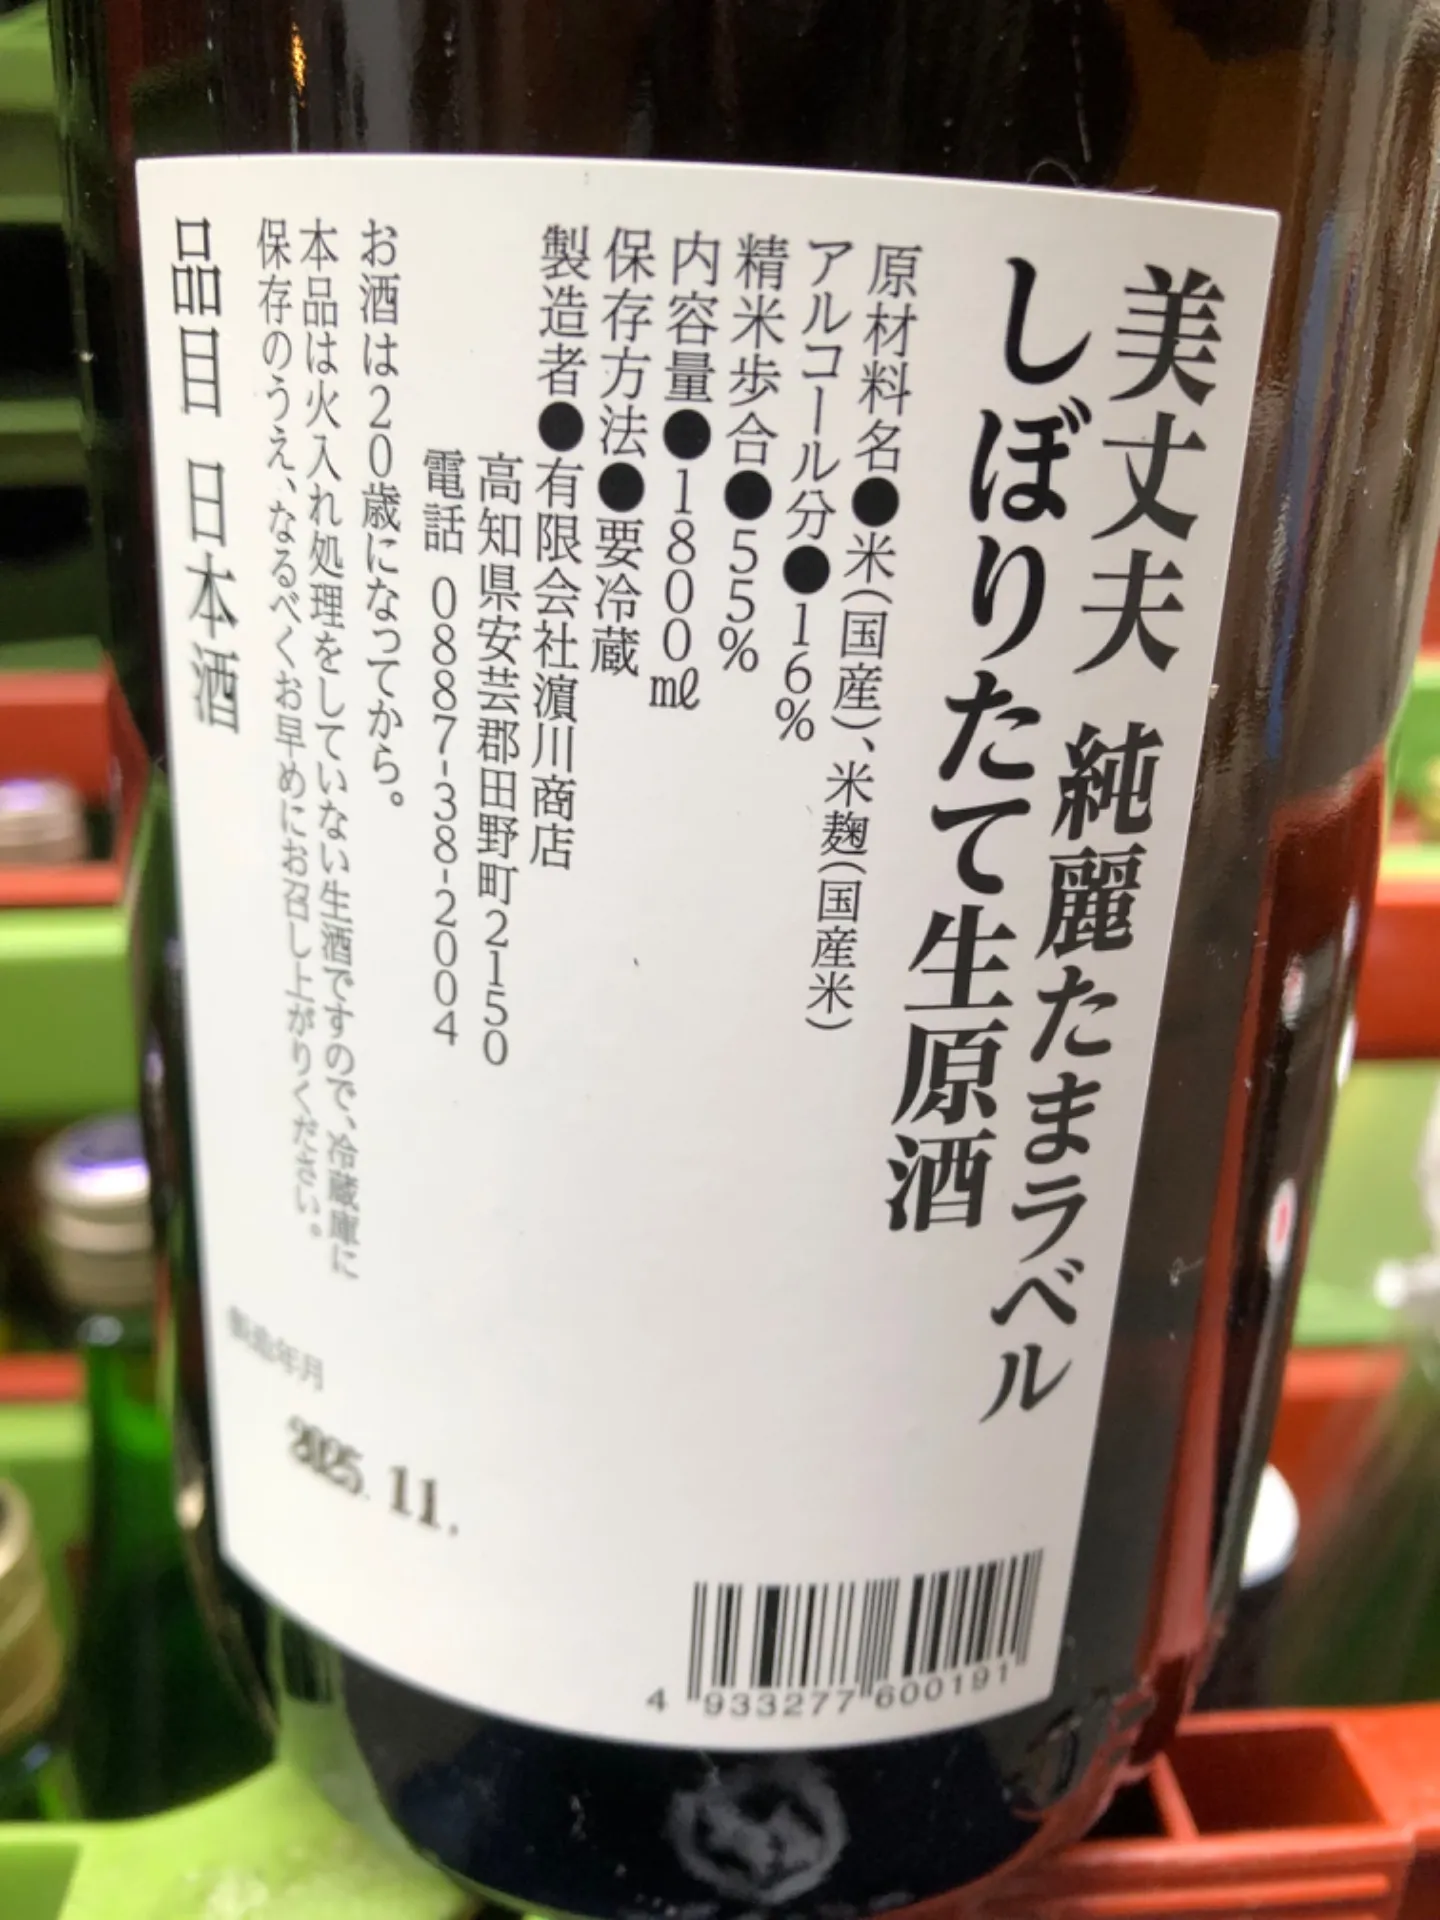 美丈夫 純麗たまラベル
しぼりたて生原酒
原材料名●米(国産)、米麹(国産米)
アルコール分●16%
精米歩合●55%
内容量●1800㎖
保存方法●要冷蔵
製造者●有限会社濵川商店
高知県安芸郡田野町2150
電話 0887-38-2004
お酒は20歳になってから。
本品は火入れ処理をしていない生酒ですので、冷蔵庫に
保存のうえ、なるべくお早めにお召し上がりください。
品目 日本酒
製造年月
2025. 11.
4 933277 600191